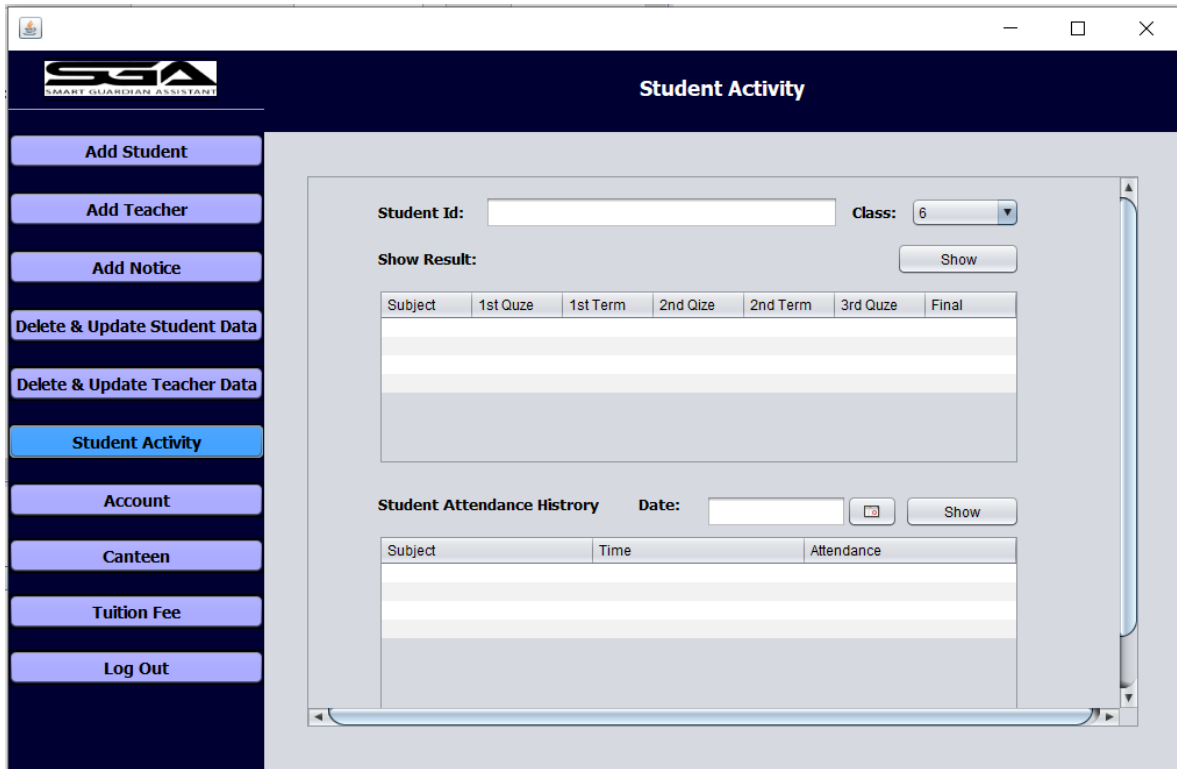 SGA
SMART GUARDIAN ASSISTANT
Student Activity
Add Student
Add Teacher
Add Notice
Delete & Update Student Data
Delete & Update Teacher Data
Student Activity
Account
Canteen
Tuition Fee
Log Out
Student Id: Class: 6
Show Result: Show
Subject 1st Quze 1st Term 2nd Qize 2nd Term 3rd Quze Final
Student Attendance Histrory Date: Show
Subject Time Attendance